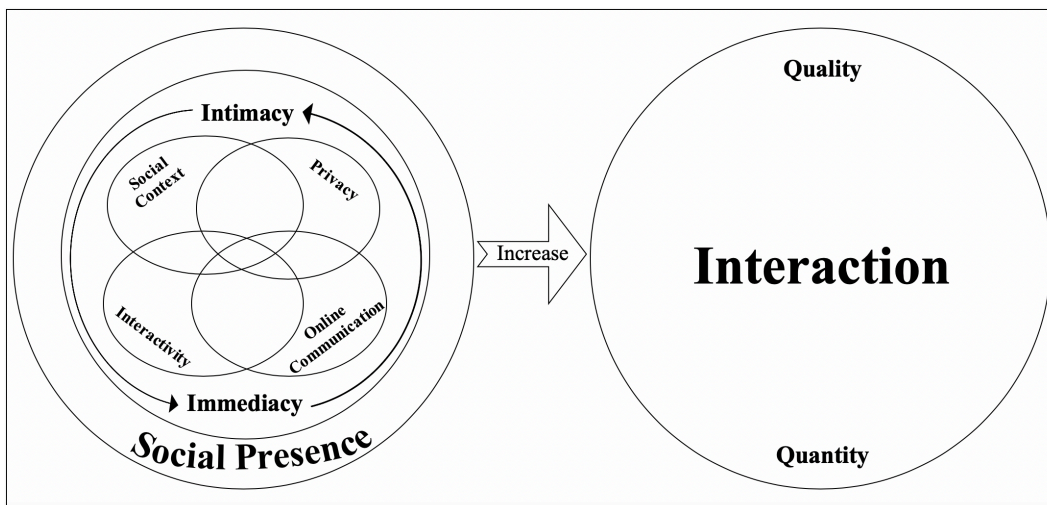 Intimacy
Social
Context
Privacy
Interactivity
Online
Communication
Immediacy
Social Presence
Increase
Quality
Interaction
Quantity